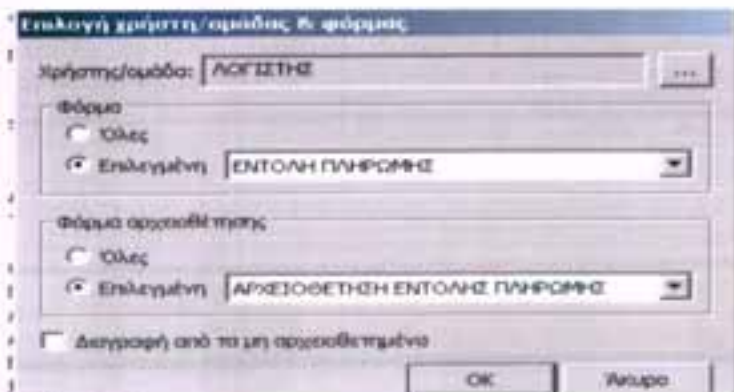 Επιλογή χρήστη/ομάδας & φόρμας
Χρήστης/ομάδα: ΛΟΓΙΣΤΗΣ ...
Φόρμα
Όλες
Επιλεγμένη ΕΝΤΟΛΗ ΠΛΗΡΩΜΗΣ
Φόρμα αρχειοθέτησης
Όλες
Επιλεγμένη ΑΡΧΕΙΟΘΕΤΗΣΗ ΕΝΤΟΛΗΣ ΠΛΗΡΩΜΗΣ
Διαγραφή από τα μη αρχειοθετημένα
OK Άκυρο